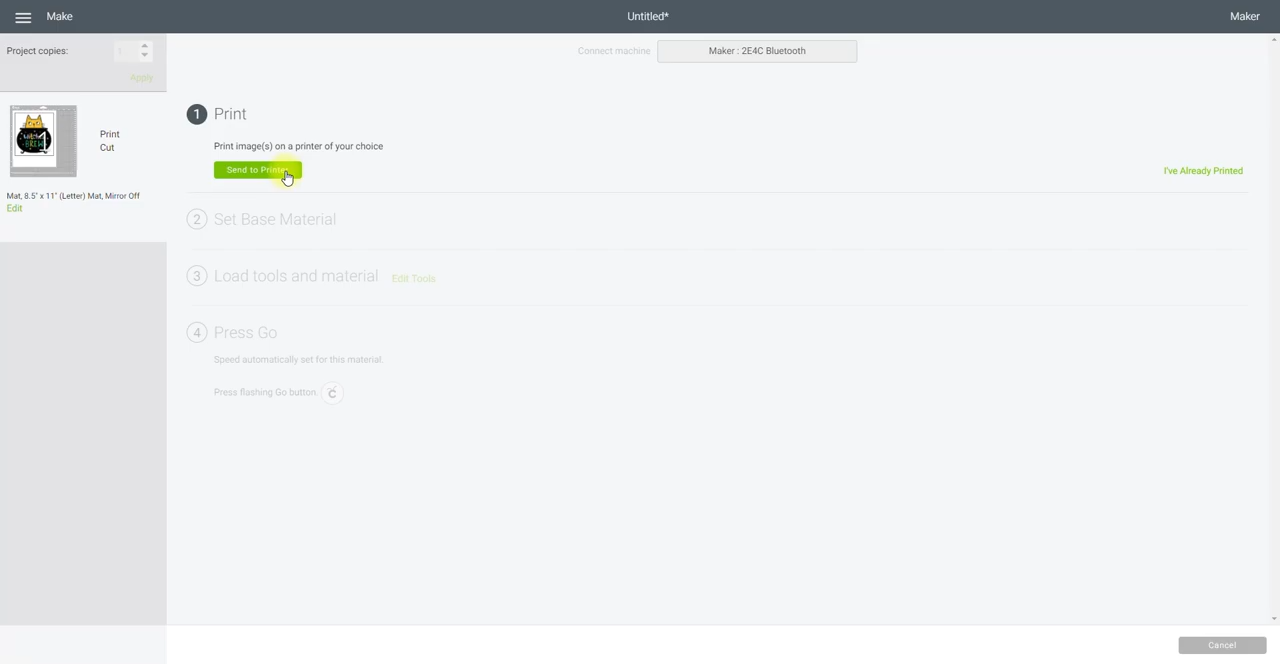 Make
Untitled*
Maker
Project copies:
1
Apply
Connect machine
Maker : 2E4C Bluetooth
Print
Cut
Mat, 8.5" x 11" (Letter) Mat, Mirror Off
Edit
1 Print
Print image(s) on a printer of your choice
Send to Printer
I've Already Printed
2 Set Base Material
3 Load tools and material Edit Tools
4 Press Go
Speed automatically set for this material.
Press flashing Go button.
Cancel